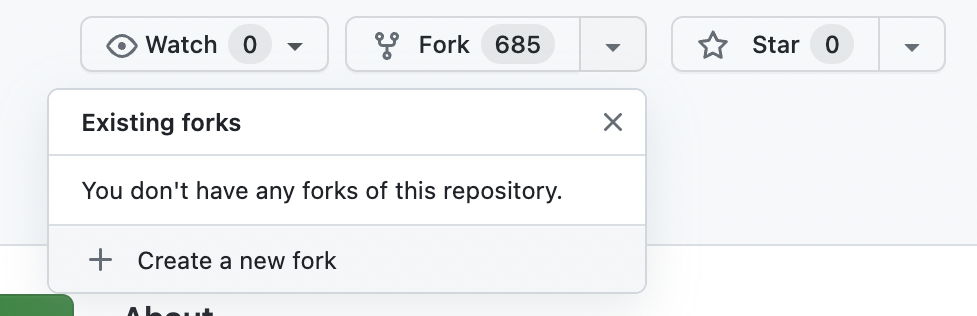 Watch 0 Fork 685 Star 0
Existing forks
You don't have any forks of this repository.
Create a new fork
About